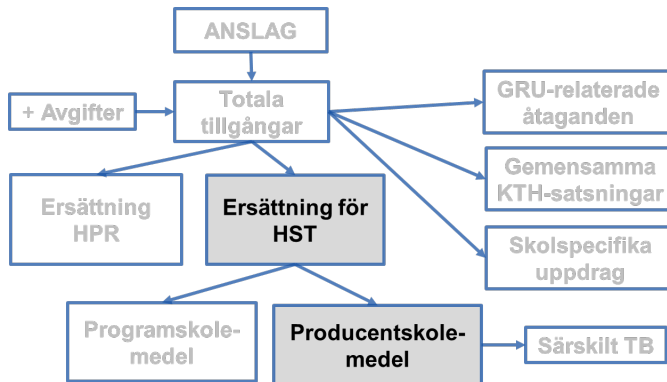 ANSLAG
+ Avgifter
Totala
tillgångar
GRU-relaterade
åtaganden
Gemensamma
KTH-satsningar
Ersättning
HPR
Ersättning för
HST
Skolspecifika
uppdrag
Programskole-
medel
Producentskole-
medel
Särskilt TB